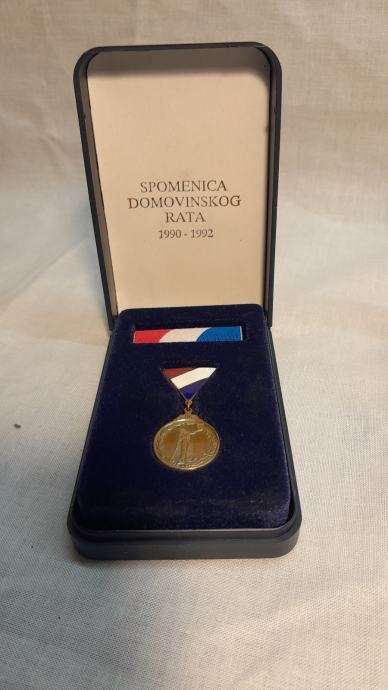 SPOMENICA
DOMOVINSKOG
RATA
1990 - 1992